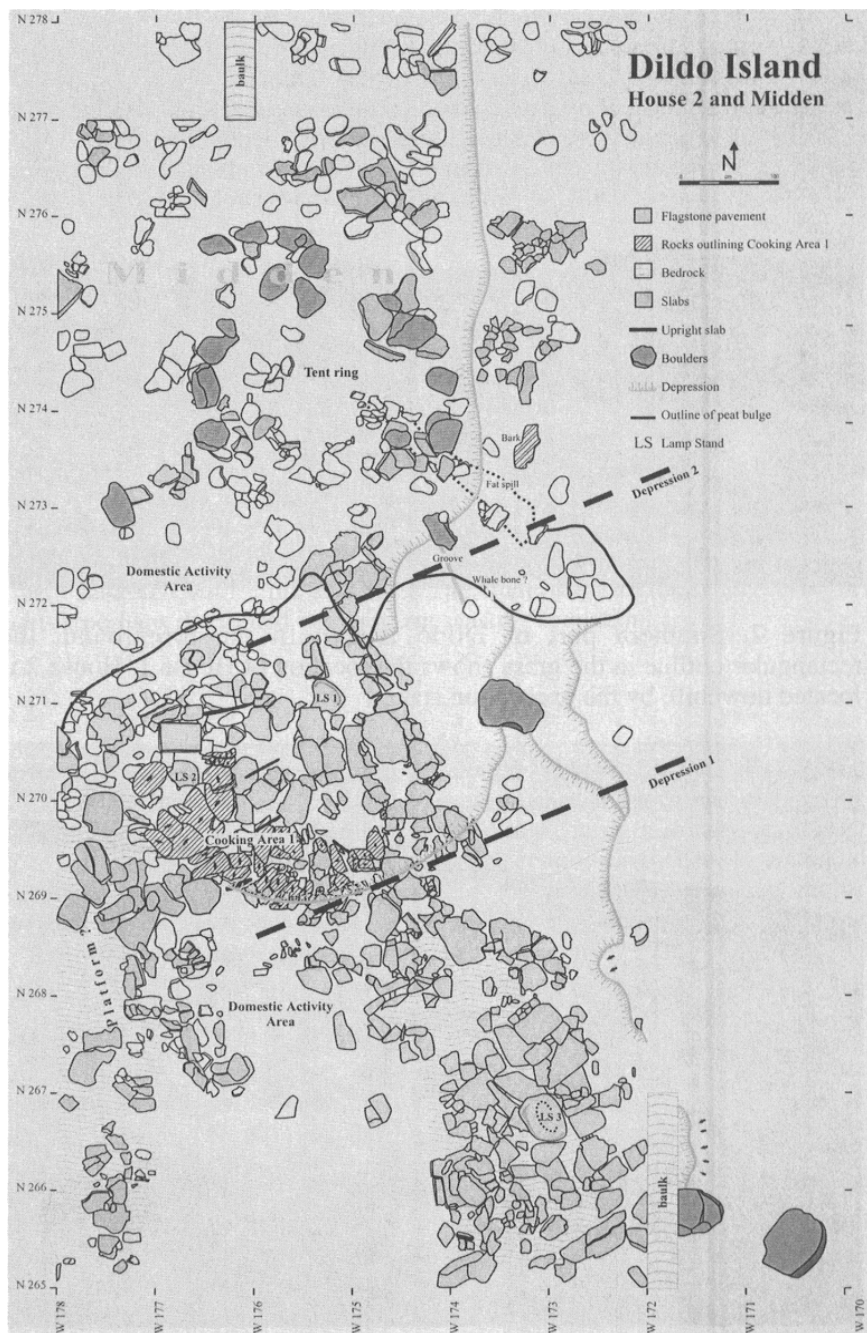 Dildo Island
House 2 and Midden
N
Flagstone pavement
Rocks outlining Cooking Area 1
Bedrock
Slabs
Upright slab
Boulders
Depression
Outline of peat bulge
LS Lamp Stand
N 278
N 277
N 276
N 275
N 274
N 273
N 272
N 271
N 270
N 269
N 268
N 267
N 266
N 265
baulk
Midden
Tent ring
Bark
Fat spill
Depression 2
Groove
Whale bone ?
Domestic Activity
Area
LS 1
LS 2
Depression 1
Cooking Area 1
Platform ?
Domestic Activity
Area
LS 3
baulk
W 178
W 177
W 176
W 175
W 174
W 173
W 172
W 171
W 170